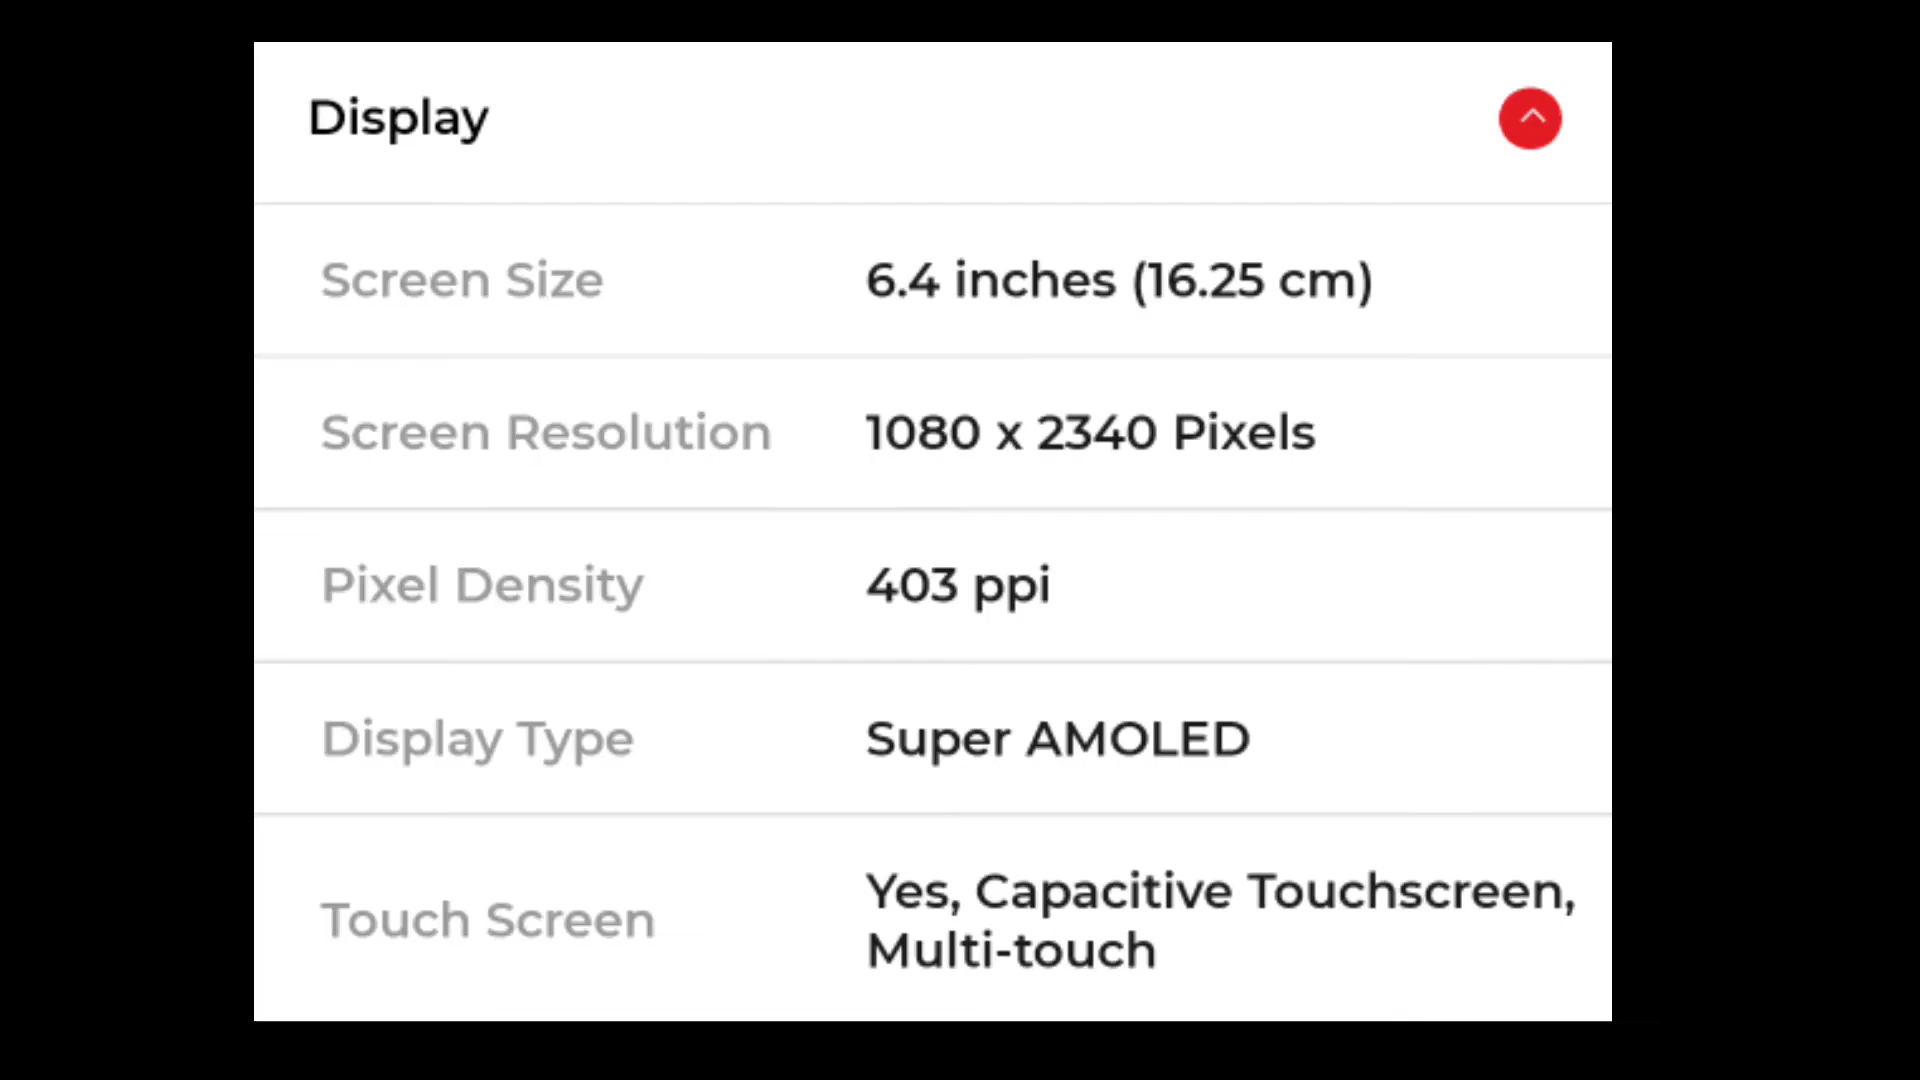 Display
Screen Size 6.4 inches (16.25 cm)
Screen Resolution 1080 x 2340 Pixels
Pixel Density 403 ppi
Display Type Super AMOLED
Touch Screen Yes, Capacitive Touchscreen,
Multi-touch